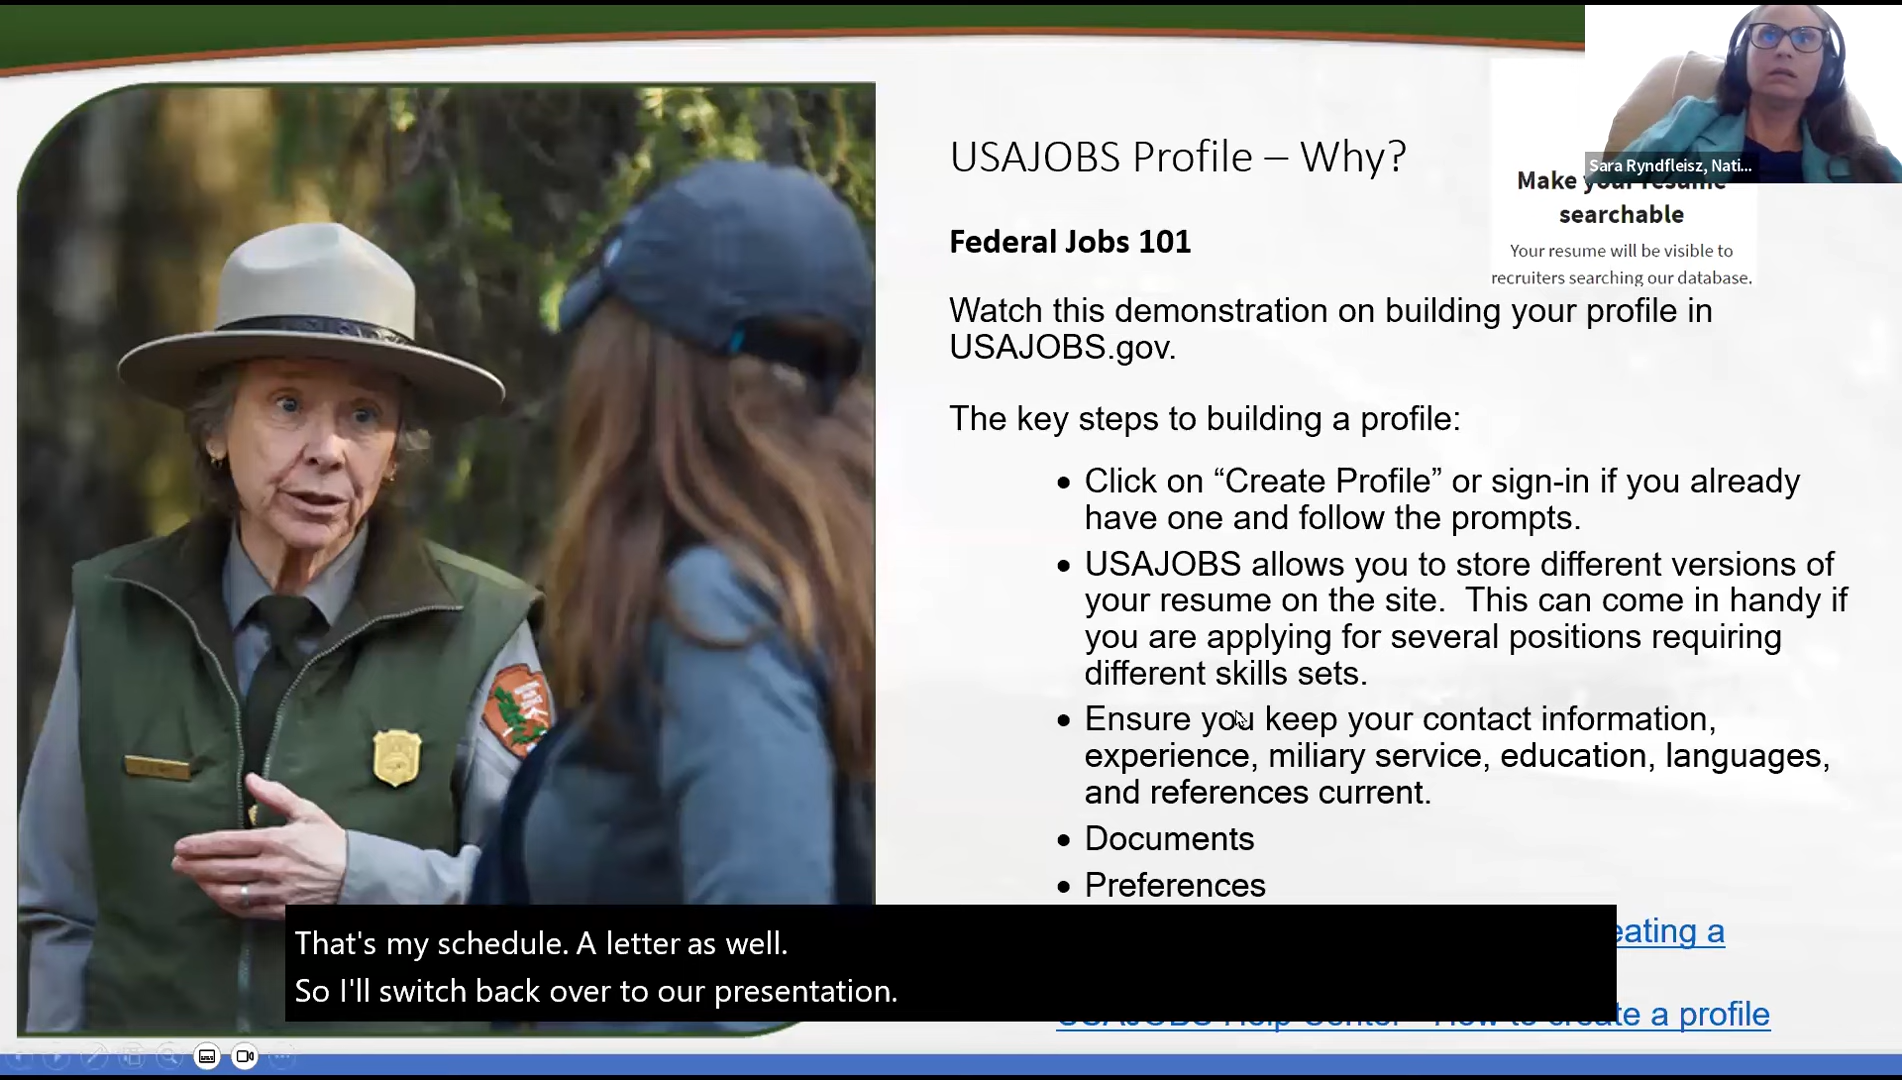 USAJOBS Profile – Why?
Sara Ryndfleisz, Nati...
Make your resume
searchable
Your resume will be visible to
recruiters searching our database.
Federal Jobs 101
Watch this demonstration on building your profile in
USAJOBS.gov.
The key steps to building a profile:
• Click on “Create Profile” or sign-in if you already
have one and follow the prompts.
• USAJOBS allows you to store different versions of
your resume on the site.  This can come in handy if
you are applying for several positions requiring
different skills sets.
• Ensure you keep your contact information,
experience, miliary service, education, languages,
and references current.
• Documents
• Preferences
eating a
USAJOBS Help Center - How to create a profile
That's my schedule. A letter as well.
So I'll switch back over to our presentation.